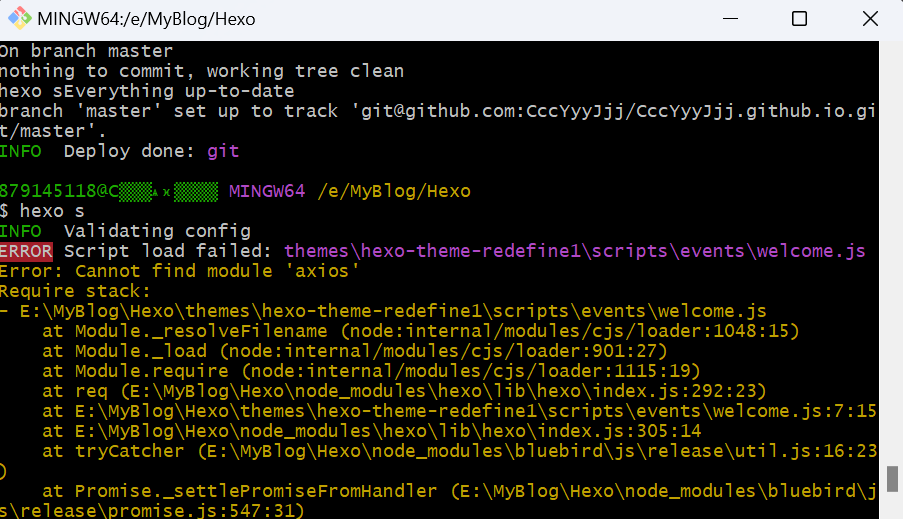 MINGW64:/e/MyBlog/Hexo
On branch master
nothing to commit, working tree clean
hexo sEverything up-to-date
branch 'master' set up to track 'git@github.com:CccYyyJjj/CccYyyJjj.github.io.gi
t/master'.
INFO  Deploy done: git
879145118@C MINGW64 /e/MyBlog/Hexo
$ hexo s
INFO  Validating config
ERROR Script load failed: themes\hexo-theme-redefine1\scripts\events\welcome.js
Error: Cannot find module 'axios'
Require stack:
- E:\MyBlog\Hexo\themes\hexo-theme-redefine1\scripts\events\welcome.js
    at Module._resolveFilename (node:internal/modules/cjs/loader:1048:15)
    at Module._load (node:internal/modules/cjs/loader:901:27)
    at Module.require (node:internal/modules/cjs/loader:1115:19)
    at req (E:\MyBlog\Hexo\node_modules\hexo\lib\hexo\index.js:292:23)
    at E:\MyBlog\Hexo\themes\hexo-theme-redefine1\scripts\events\welcome.js:7:15
    at E:\MyBlog\Hexo\node_modules\hexo\lib\hexo\index.js:305:14
    at tryCatcher (E:\MyBlog\Hexo\node_modules\bluebird\js\release\util.js:16:23
)
    at Promise._settlePromiseFromHandler (E:\MyBlog\Hexo\node_modules\bluebird\j
s\release\promise.js:547:31)